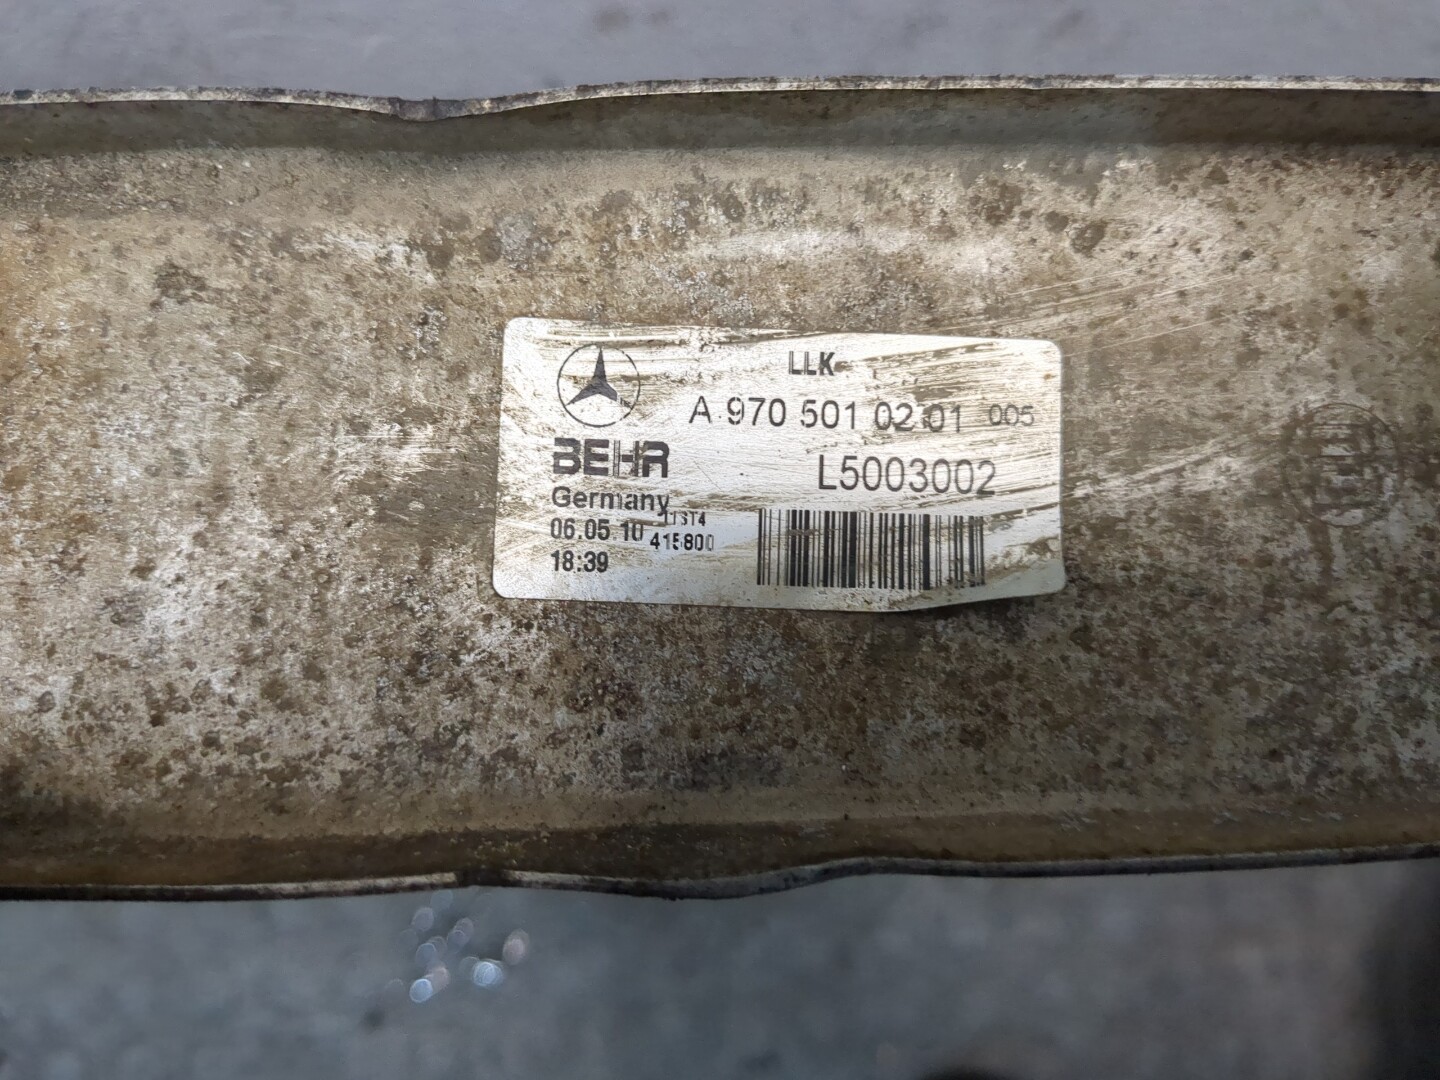 LLK
A 970 501 02 01 005
BEHR
L5003002
Germany
06.05.10
415800
18:39